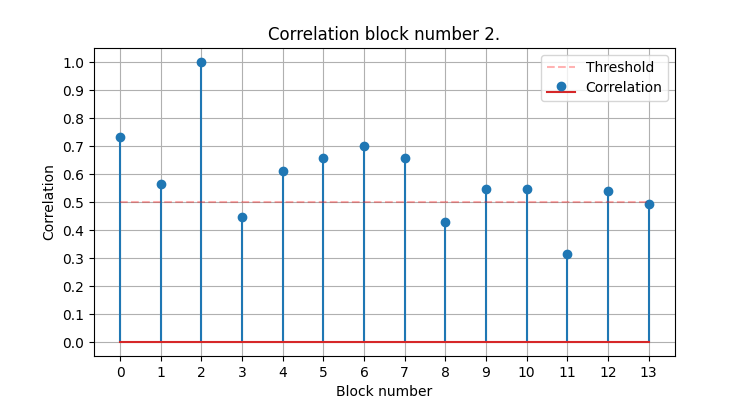 Correlation block number 2.
Threshold
Correlation
Correlation
1.0
0.9
0.8
0.7
0.6
0.5
0.4
0.3
0.2
0.1
0.0
0 1 2 3 4 5 6 7 8 9 10 11 12 13
Block number